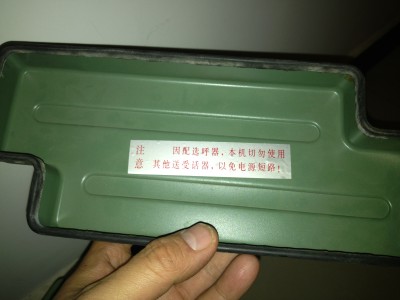 注意 因配选呼器、本机切勿使用
其他送受话器，以免电源短路！